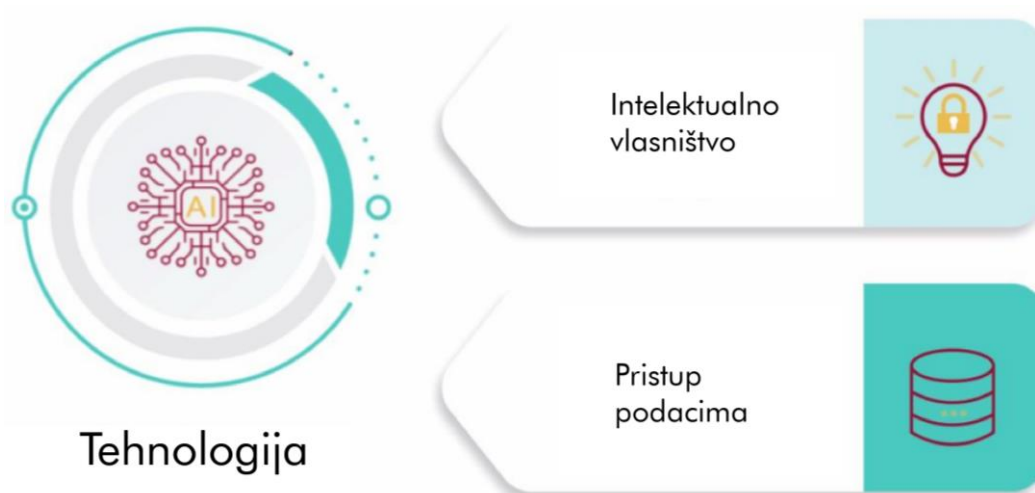 AI
Tehnologija
Intelektualno
vlasništvo
Pristup
podacima